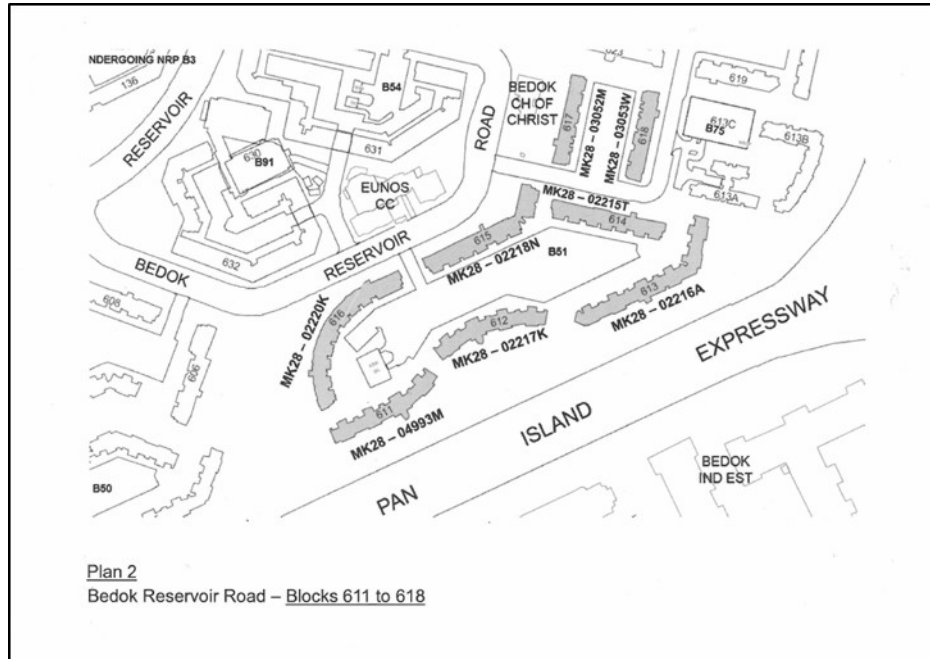 NDERGOING NRP B3
136
RESERVOIR
B54
ROAD
BEDOK
CH OF
CHRIST
617
MK28 – 03052M
MK28 – 03053W
618
619
613C
B75
613B
613A
630
B91
631
EUNOS
CC
632
BEDOK
RESERVOIR
615
MK28 – 02218N
MK28 – 02215T
614
B51
613
MK28 – 02216A
608
606
616
MK28 – 02220K
612
MK28 – 02217K
611
MK28 – 04993M
PAN
ISLAND
EXPRESSWAY
BEDOK
IND EST
B50
Plan 2
Bedok Reservoir Road – Blocks 611 to 618